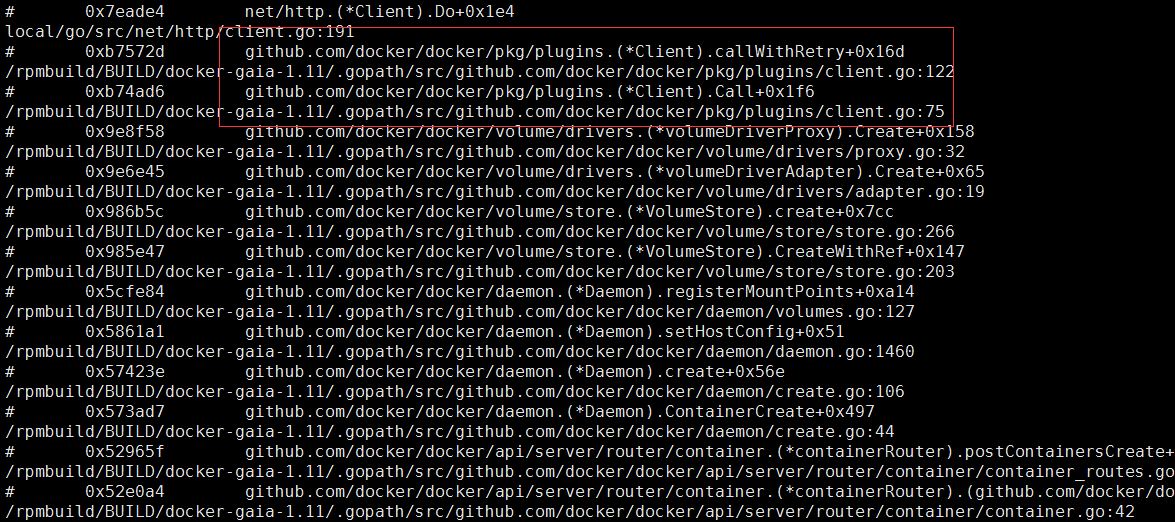 #	0x7eade4	net/http.(*Client).Do+0x1e4
local/go/src/net/http/client.go:191
#	0xb7572d	github.com/docker/docker/pkg/plugins.(*Client).callWithRetry+0x16d
/rpmbuild/BUILD/docker-gaia-1.11/.gopath/src/github.com/docker/docker/pkg/plugins/client.go:122
#	0xb74ad6	github.com/docker/docker/pkg/plugins.(*Client).Call+0x1f6
/rpmbuild/BUILD/docker-gaia-1.11/.gopath/src/github.com/docker/docker/pkg/plugins/client.go:75
#	0x9e8f58	github.com/docker/docker/volume/drivers.(*volumeDriverProxy).Create+0x158
/rpmbuild/BUILD/docker-gaia-1.11/.gopath/src/github.com/docker/docker/volume/drivers/proxy.go:32
#	0x9e6e45	github.com/docker/docker/volume/drivers.(*volumeDriverAdapter).Create+0x65
/rpmbuild/BUILD/docker-gaia-1.11/.gopath/src/github.com/docker/docker/volume/drivers/adapter.go:19
#	0x986b5c	github.com/docker/docker/volume/store.(*VolumeStore).create+0x7cc
/rpmbuild/BUILD/docker-gaia-1.11/.gopath/src/github.com/docker/docker/volume/store/store.go:266
#	0x985e47	github.com/docker/docker/volume/store.(*VolumeStore).CreateWithRef+0x147
/rpmbuild/BUILD/docker-gaia-1.11/.gopath/src/github.com/docker/docker/volume/store/store.go:203
#	0x5cfe84	github.com/docker/docker/daemon.(*Daemon).registerMountPoints+0xa14
/rpmbuild/BUILD/docker-gaia-1.11/.gopath/src/github.com/docker/docker/daemon/volumes.go:127
#	0x5861a1	github.com/docker/docker/daemon.(*Daemon).setHostConfig+0x51
/rpmbuild/BUILD/docker-gaia-1.11/.gopath/src/github.com/docker/docker/daemon/daemon.go:1460
#	0x57423e	github.com/docker/docker/daemon.(*Daemon).create+0x56e
/rpmbuild/BUILD/docker-gaia-1.11/.gopath/src/github.com/docker/docker/daemon/create.go:106
#	0x573ad7	github.com/docker/docker/daemon.(*Daemon).ContainerCreate+0x497
/rpmbuild/BUILD/docker-gaia-1.11/.gopath/src/github.com/docker/docker/daemon/create.go:44
#	0x52965f	github.com/docker/docker/api/server/router/container.(*containerRouter).postContainersCreate+
/rpmbuild/BUILD/docker-gaia-1.11/.gopath/src/github.com/docker/docker/api/server/router/container/container_routes.go
#	0x52e0a4	github.com/docker/docker/api/server/router/container.(*containerRouter).(github.com/docker/do
/rpmbuild/BUILD/docker-gaia-1.11/.gopath/src/github.com/docker/docker/api/server/router/container/container.go:42